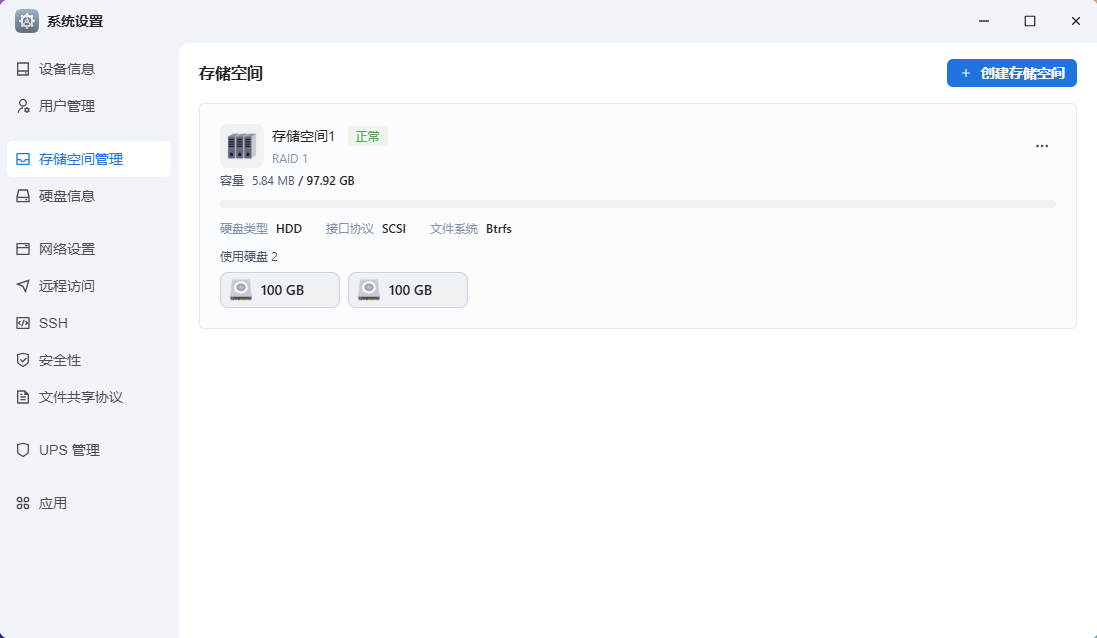 系统设置
设备信息
用户管理
存储空间管理
硬盘信息
网络设置
远程访问
SSH
安全性
文件共享协议
UPS 管理
应用
存储空间
+ 创建存储空间
存储空间1 正常
RAID 1
容量 5.84 MB / 97.92 GB
硬盘类型 HDD 接口协议 SCSI 文件系统 Btrfs
使用硬盘 2
100 GB 100 GB